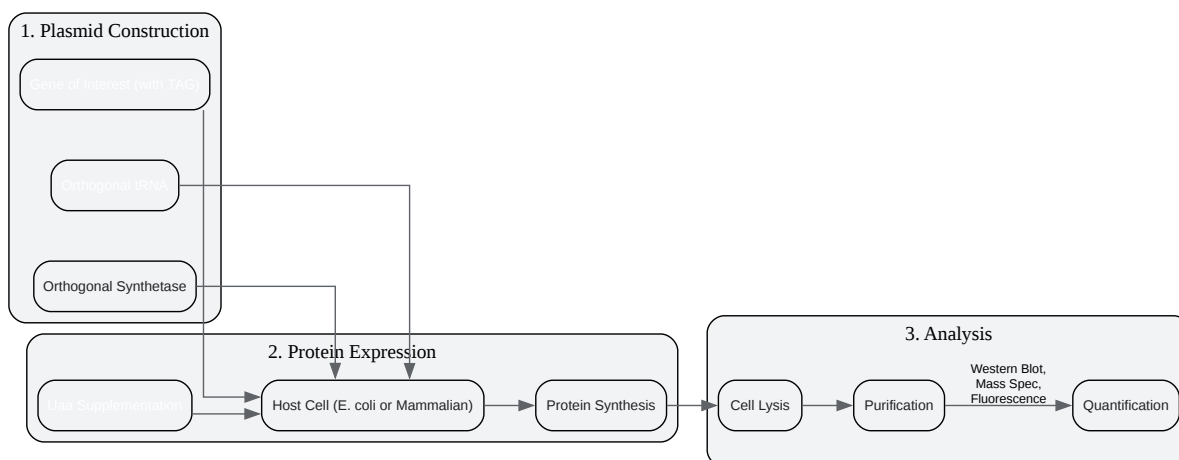 1. Plasmid Construction
Gene of Interest (with TAG)
Orthogonal tRNA
Orthogonal Synthetase
2. Protein Expression
Uaa Supplementation
Host Cell (E. coli or Mammalian)
Protein Synthesis
3. Analysis
Cell Lysis
Purification
Western Blot,
Mass Spec,
Fluorescence
Quantification